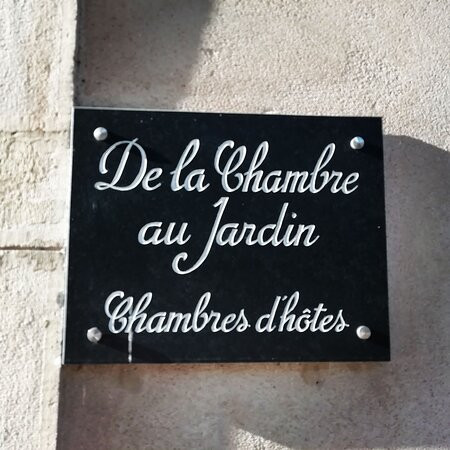 De la Chambre
au Jardin
Chambres d'hôtes